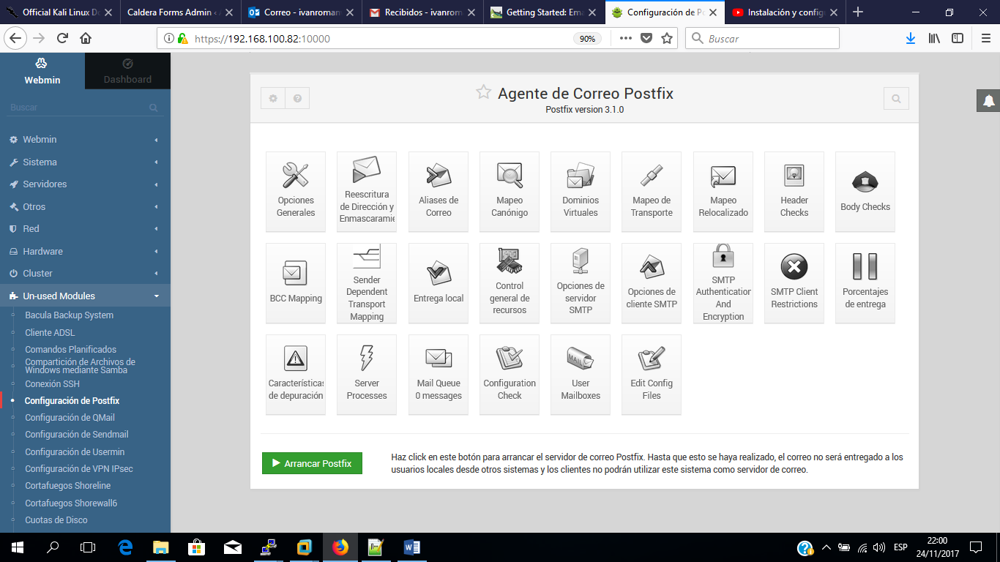 Official Kali Linux Do
Caldera Forms Admin ‹ A
Correo - ivanroman
Recibidos - ivanrom
Getting Started: Ema
Configuración de Po
Instalación y configu
https://192.168.100.82:10000
90%
Buscar
Webmin
Dashboard
Buscar
Webmin
Sistema
Servidores
Otros
Red
Hardware
Cluster
Un-used Modules
Bacula Backup System
Cliente ADSL
Comandos Planificados
Compartición de Archivos de
Windows mediante Samba
Conexión SSH
Configuración de Postfix
Configuración de QMail
Configuración de Sendmail
Configuración de Usermin
Configuración de VPN IPsec
Cortafuegos Shoreline
Cortafuegos Shorewall6
Cuotas de Disco
Agente de Correo Postfix
Postfix version 3.1.0
Opciones
Generales
Reescritura
de Dirección y
Enmascaramie
Aliases de
Correo
Mapeo
Canónigo
Dominios
Virtuales
Mapeo de
Transporte
Mapeo
Relocalizado
Header
Checks
Body Checks
BCC Mapping
Sender
Dependent
Transport
Mapping
Entrega local
Control
general de
recursos
Opciones de
servidor
SMTP
Opciones de
cliente SMTP
SMTP
Authentication
And
Encryption
SMTP Client
Restrictions
Porcentajes
de entrega
Características
de depuración
Server
Processes
Mail Queue
0 messages
Configuration
Check
MAIL
User
Mailboxes
Edit Config
Files
Arrancar Postfix
Haz click en este botón para arrancar el servidor de correo Postfix. Hasta que esto se haya realizado, el correo no será entregado a los
usuarios locales desde otros sistemas y los clientes no podrán utilizar este sistema como servidor de correo.
ESP
22:00
24/11/2017